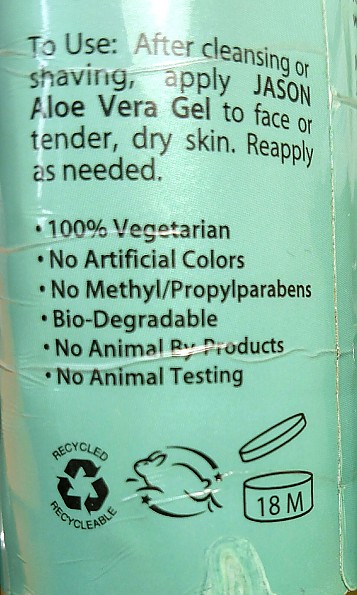 To Use: After cleansing or
shaving, apply JASON
Aloe Vera Gel to face or
tender, dry skin. Reapply
as needed.
• 100% Vegetarian
• No Artificial Colors
• No Methyl/Propylparabens
• Bio-Degradable
• No Animal By-Products
• No Animal Testing
RECYCLED
RECYCLEABLE
18 M